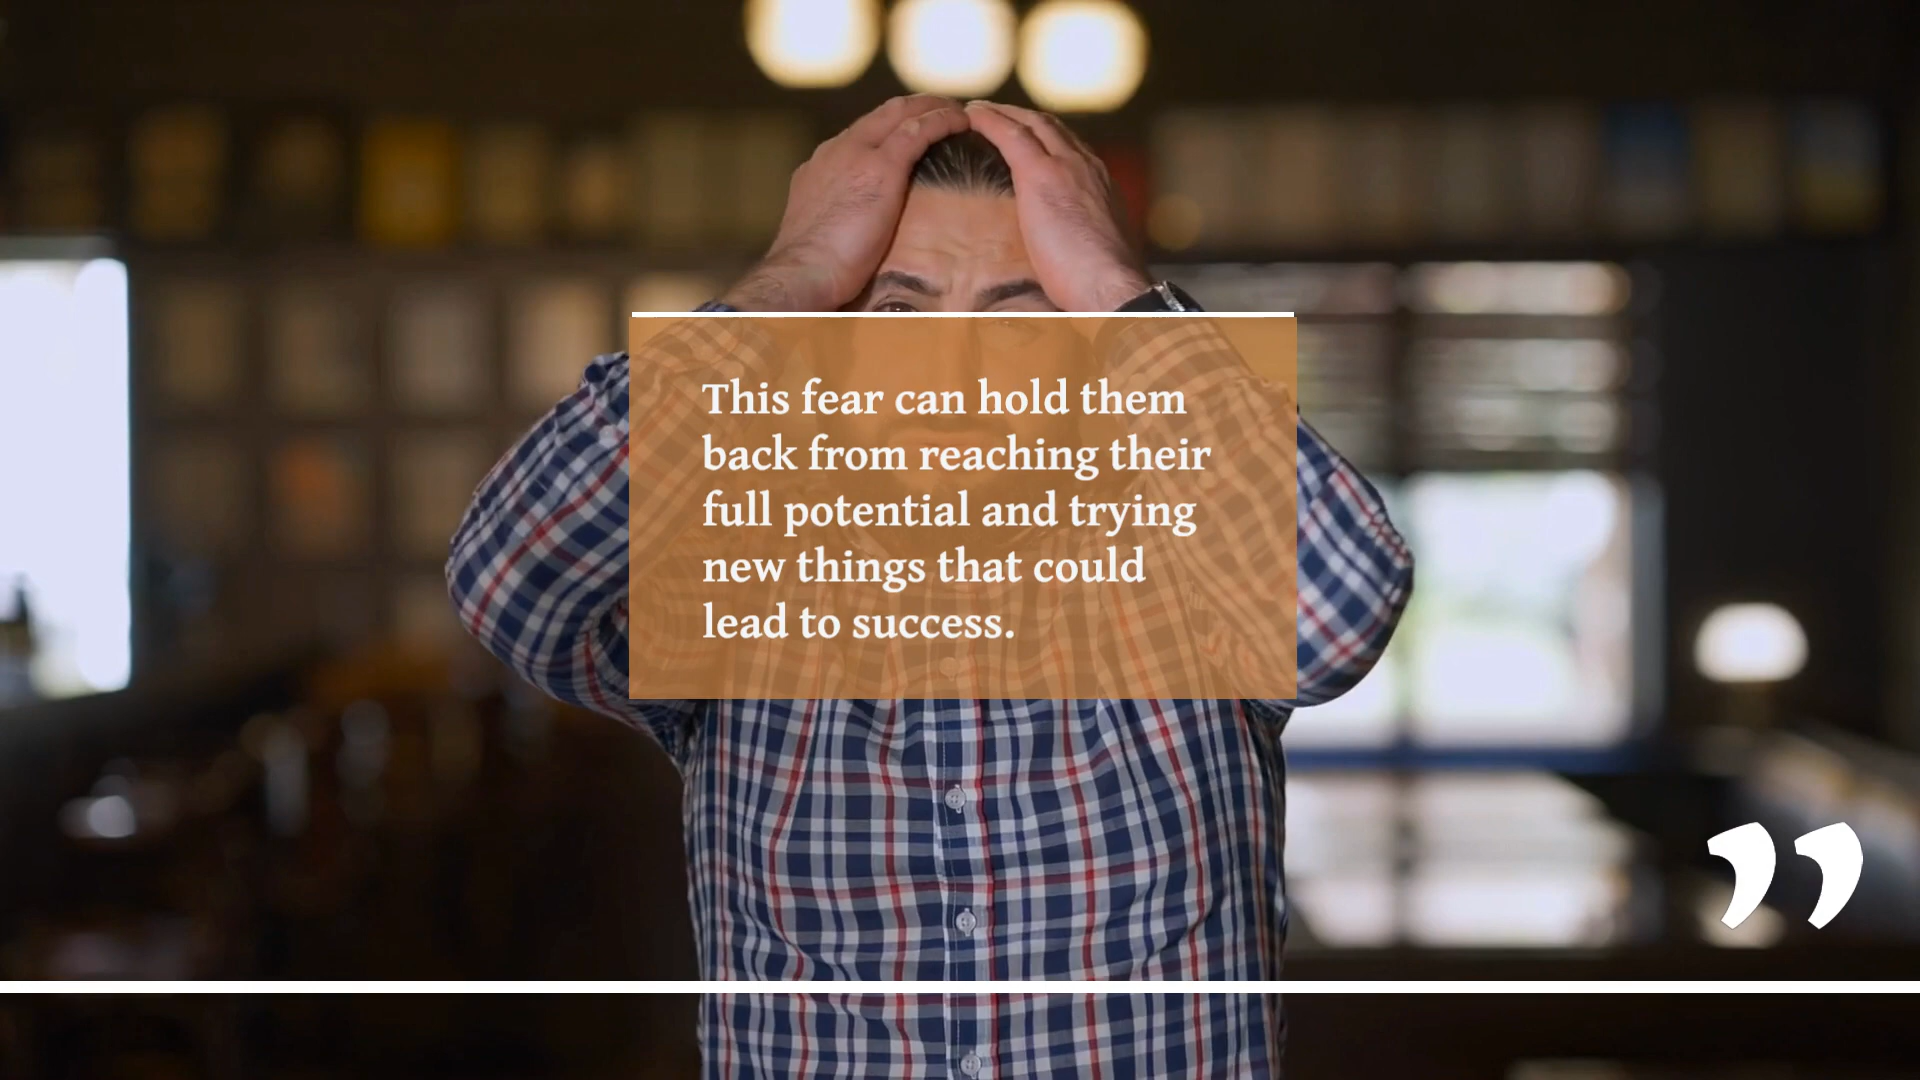 This fear can hold them
back from reaching their
full potential and trying
new things that could
lead to success.
”